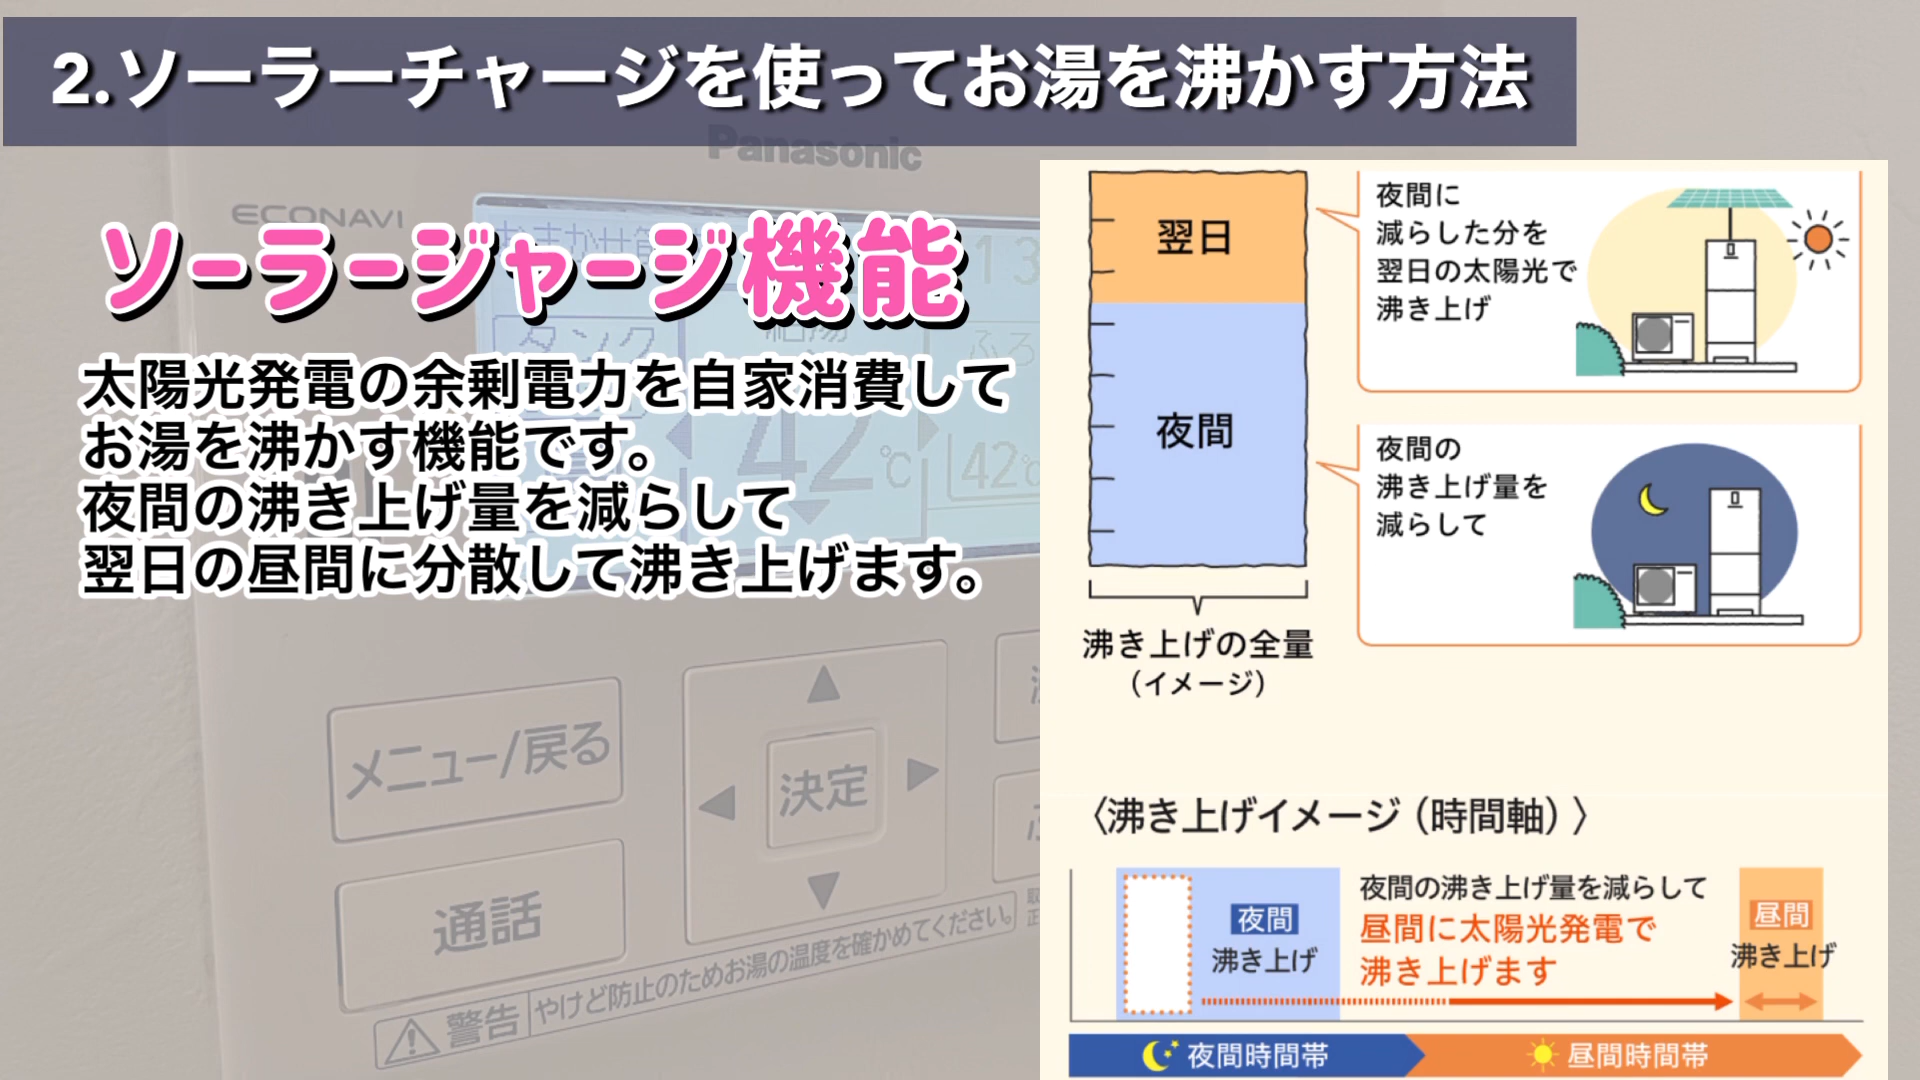 2.ソーラーチャージを使ってお湯を沸かす方法
Panasonic
ECONAVI
ソーラージャージ機能
太陽光発電の余剰電力を自家消費して
お湯を沸かす機能です。
夜間の沸き上げ量を減らして
翌日の昼間に分散して沸き上げます。
タンク
給湯
ふろ
42℃
42℃
メニュー/戻る
決定
通話
警告 やけど防止のためお湯の温度を確かめてください。
翌日
夜間
沸き上げの全量
（イメージ）
夜間に
減らした分を
翌日の太陽光で
沸き上げ
夜間の
沸き上げ量を
減らして
〈沸き上げイメージ（時間軸）〉
夜間
沸き上げ
夜間の沸き上げ量を減らして
昼間に太陽光発電で
沸き上げます
昼間
沸き上げ
夜間時間帯
昼間時間帯